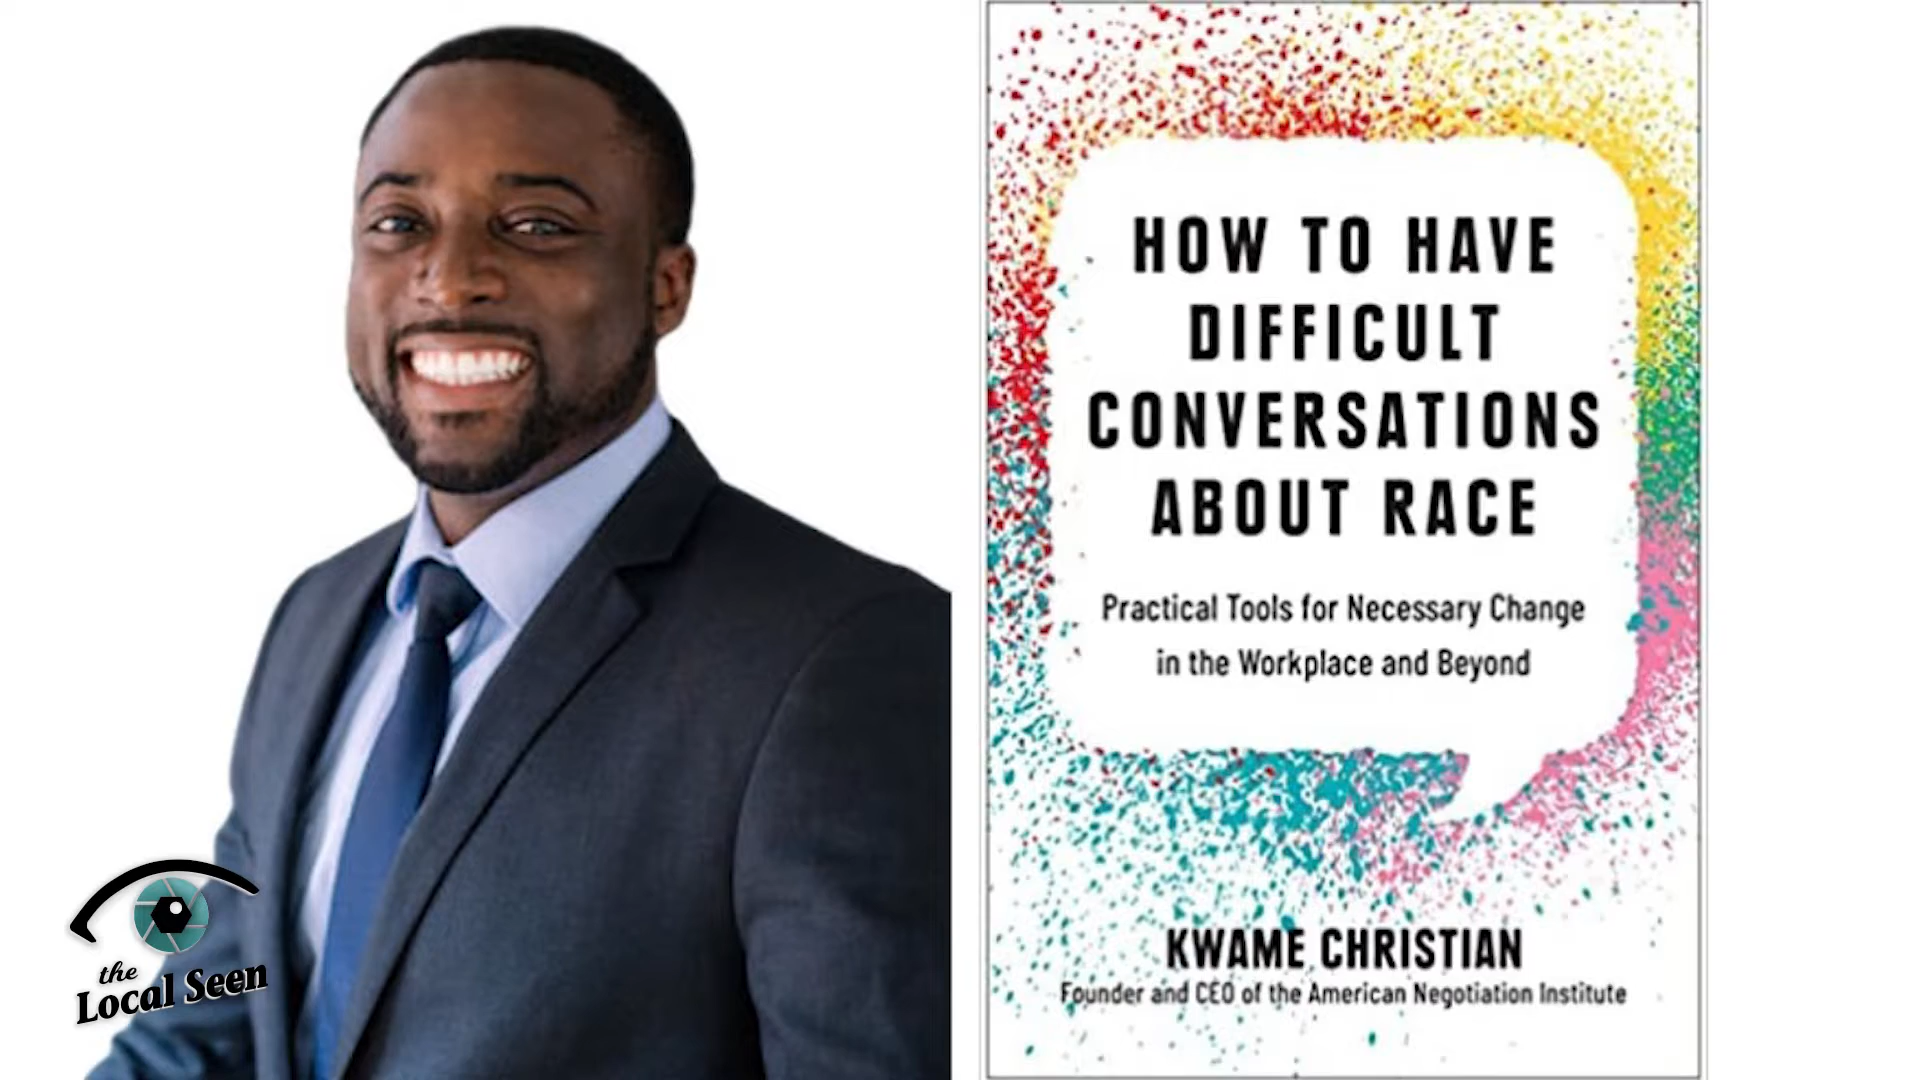 the
Local Seen
HOW TO HAVE
DIFFICULT
CONVERSATIONS
ABOUT RACE
Practical Tools for Necessary Change
in the Workplace and Beyond
KWAME CHRISTIAN
Founder and CEO of the American Negotiation Institute